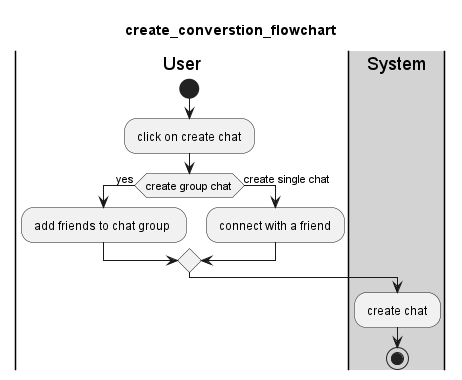 create_converstion_flowchart
User
System
click on create chat
yes
create group chat
create single chat
add friends to chat group
connect with a friend
create chat